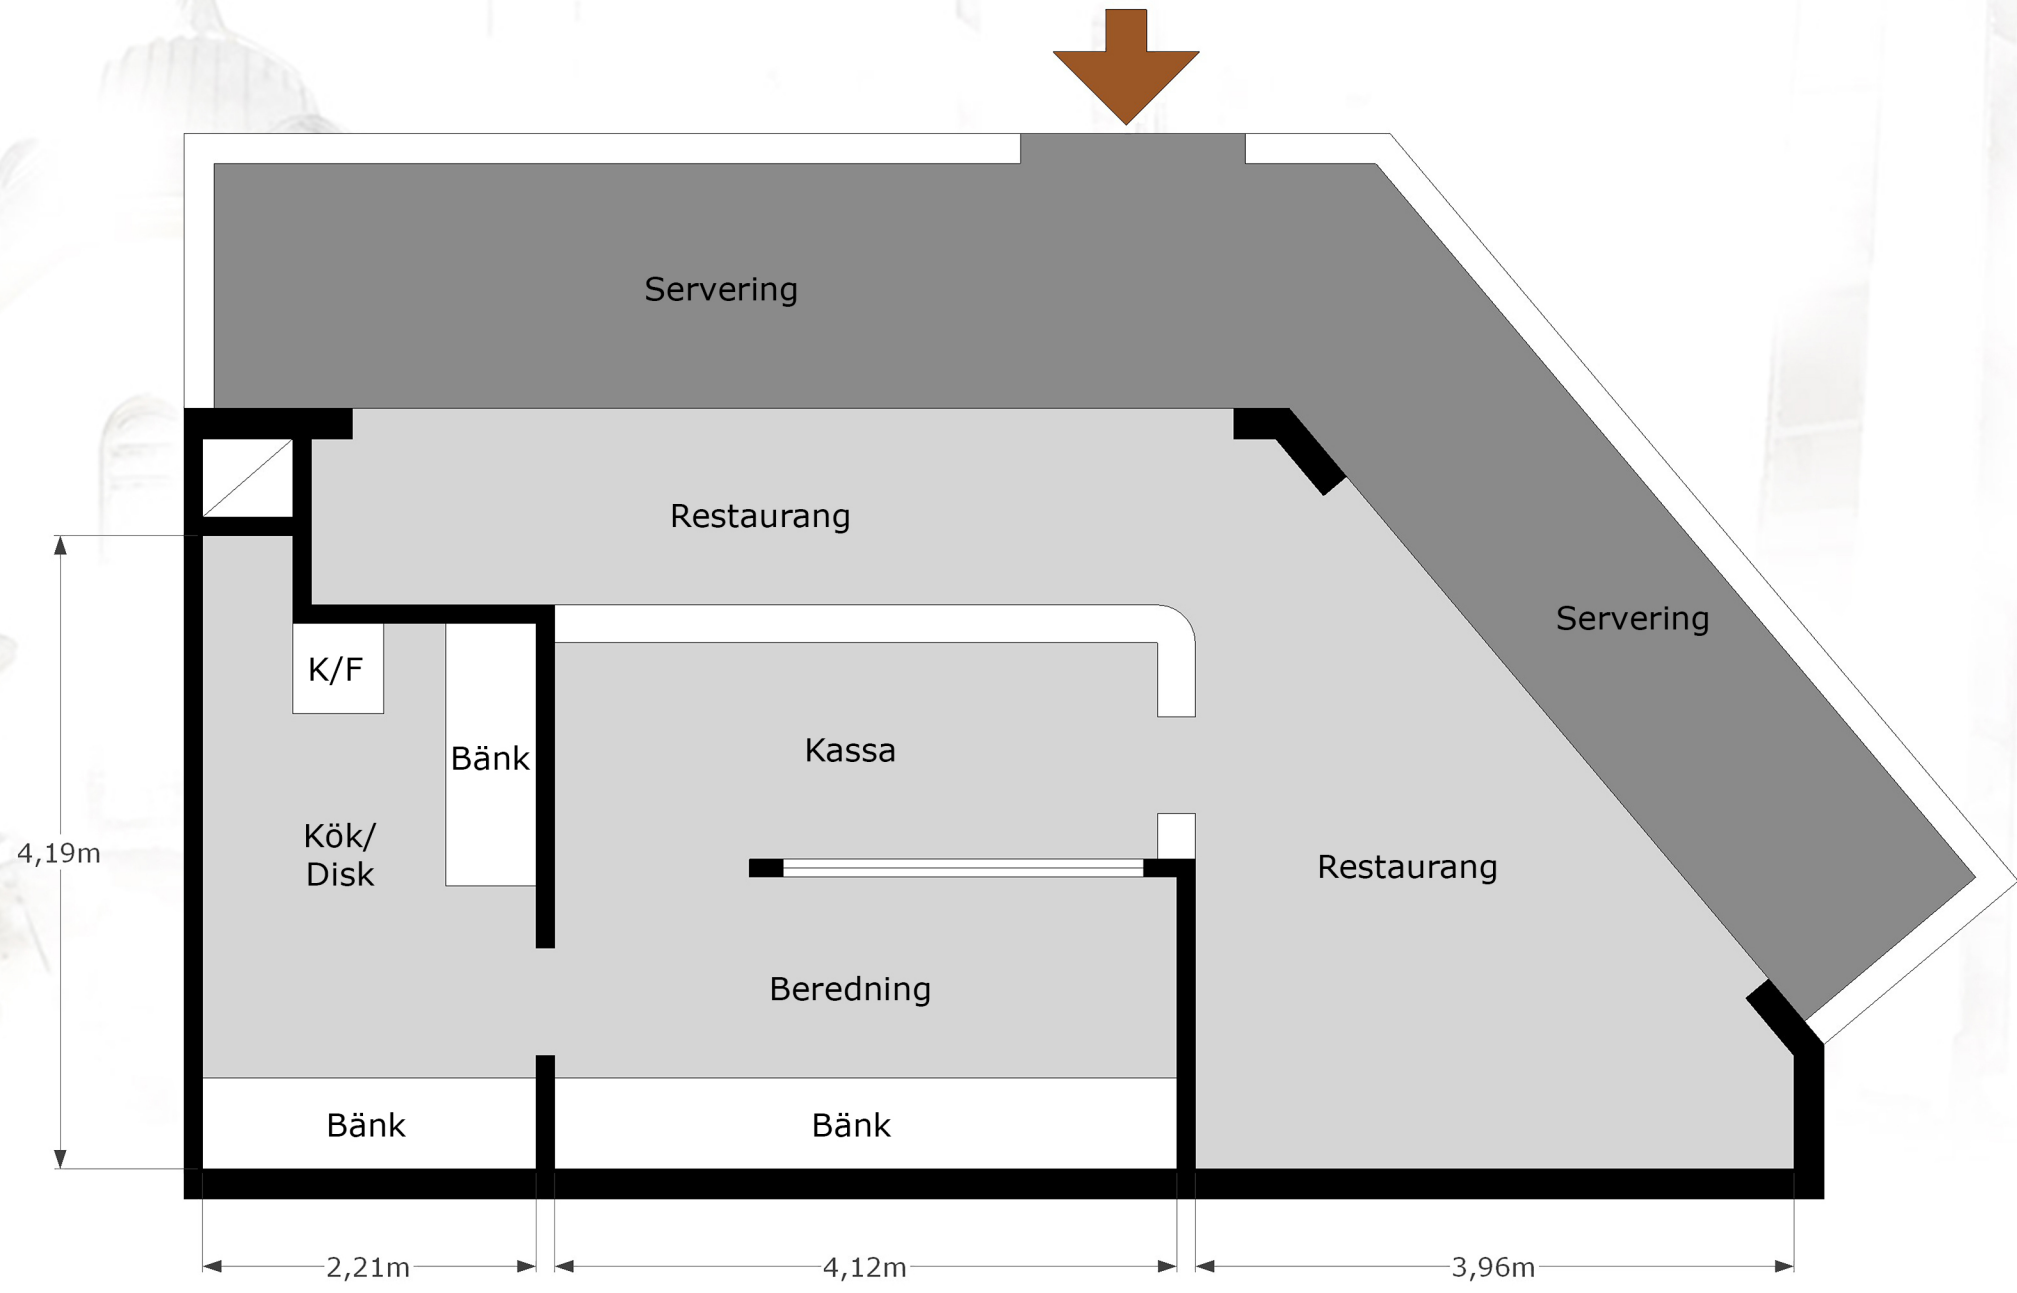 Servering
Restaurang
Servering
K/F
Bänk
Kassa
Kök/
Disk
4,19m
Restaurang
Beredning
Bänk
Bänk
2,21m
4,12m
3,96m